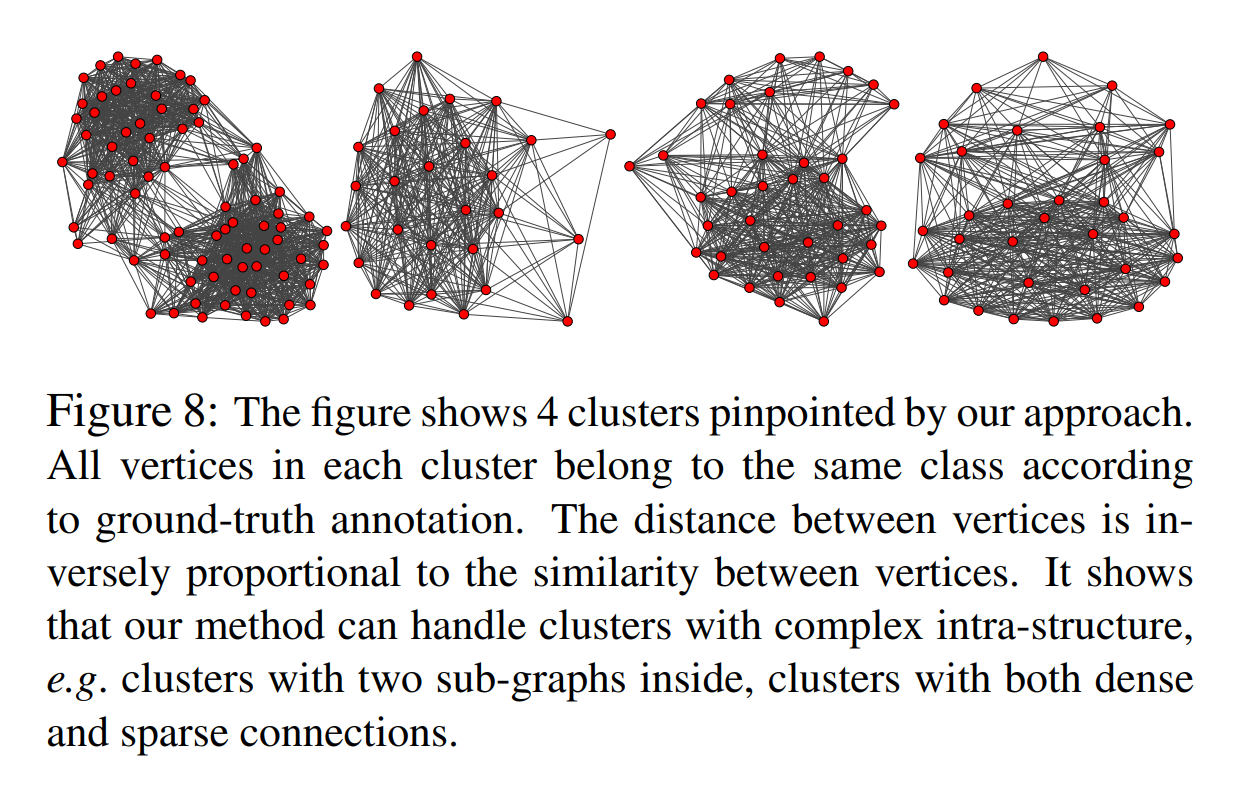 Figure 8: The figure shows 4 clusters pinpointed by our approach.
All vertices in each cluster belong to the same class according
to ground-truth annotation. The distance between vertices is in-
versely proportional to the similarity between vertices. It shows
that our method can handle clusters with complex intra-structure,
e.g. clusters with two sub-graphs inside, clusters with both dense
and sparse connections.